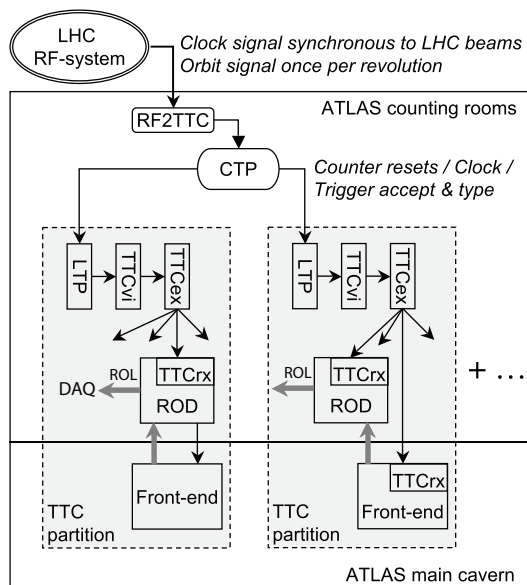 LHC
RF-system
Clock signal synchronous to LHC beams
Orbit signal once per revolution
ATLAS counting rooms
RF2TTC
CTP
Counter resets / Clock /
Trigger accept & type
LTP
TTCvi
TTCex
LTP
TTCvi
TTCex
TTCrx
ROD
ROL
DAQ
TTCrx
ROD
ROL
+ ...
Front-end
TTC
partition
TTCrx
Front-end
TTC
partition
ATLAS main cavern